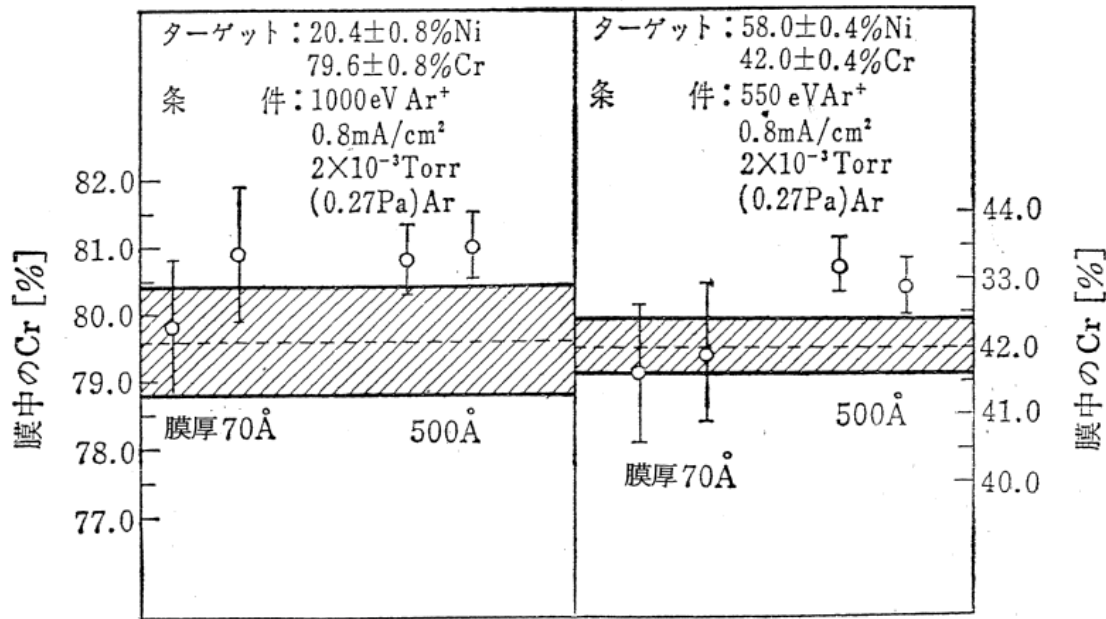 ターゲット：20.4±0.8%Ni
79.6±0.8%Cr
条　件：1000eV Ar⁺
0.8mA/cm²
2×10⁻³Torr
(0.27Pa)Ar
膜中のCr [%]
82.0
81.0
80.0
79.0
78.0
77.0
膜厚70Å
500Å
ターゲット：58.0±0.4%Ni
42.0±0.4%Cr
条　件：550 eVAr⁺
0.8mA/cm²
2×10⁻³Torr
(0.27Pa)Ar
膜厚70Å
500Å
44.0
33.0
42.0
41.0
40.0
膜中のCr [%]